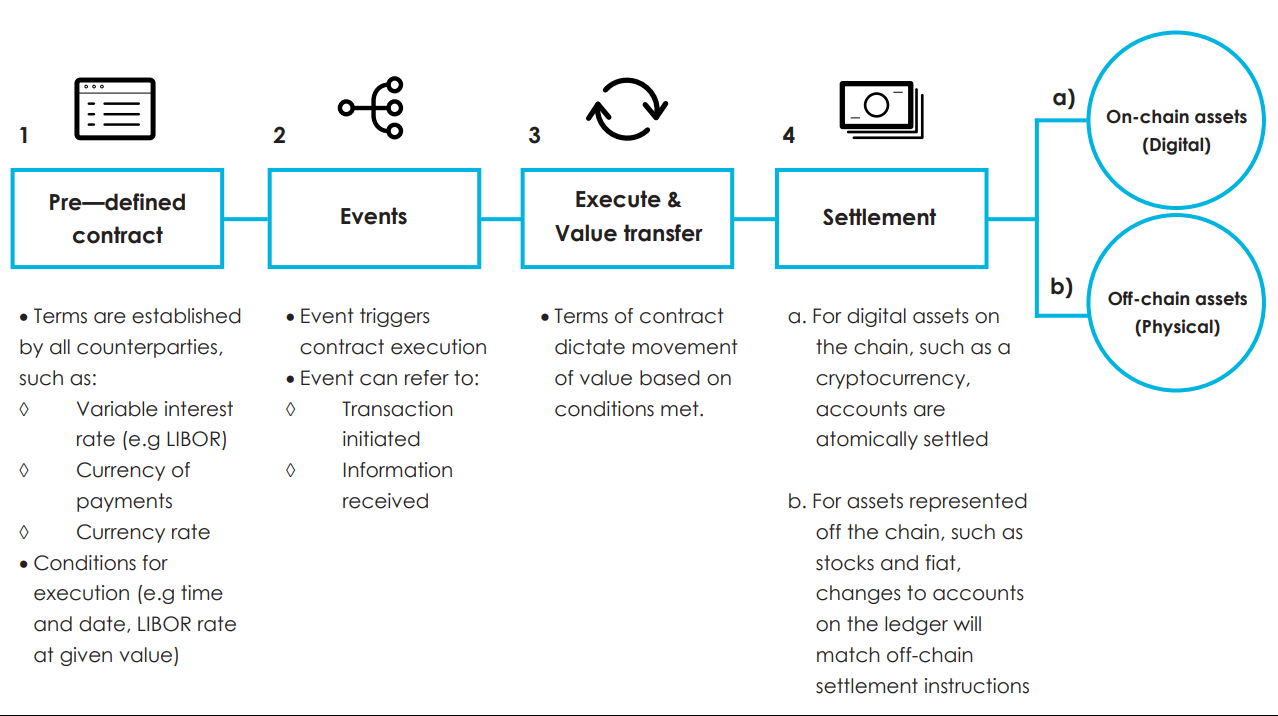 1
Pre—defined
contract
• Terms are established
by all counterparties,
such as:
◊ Variable interest
rate (e.g LIBOR)
◊ Currency of
payments
◊ Currency rate
• Conditions for
execution (e.g time
and date, LIBOR rate
at given value)
2
Events
• Event triggers
contract execution
• Event can refer to:
◊ Transaction
initiated
◊ Information
received
3
Execute &
Value transfer
• Terms of contract
dictate movement
of value based on
conditions met.
4
Settlement
a. For digital assets on
the chain, such as a
cryptocurrency,
accounts are
atomically settled
b. For assets represented
off the chain, such as
stocks and fiat,
changes to accounts
on the ledger will
match off-chain
settlement instructions
a)
On-chain assets
(Digital)
b)
Off-chain assets
(Physical)